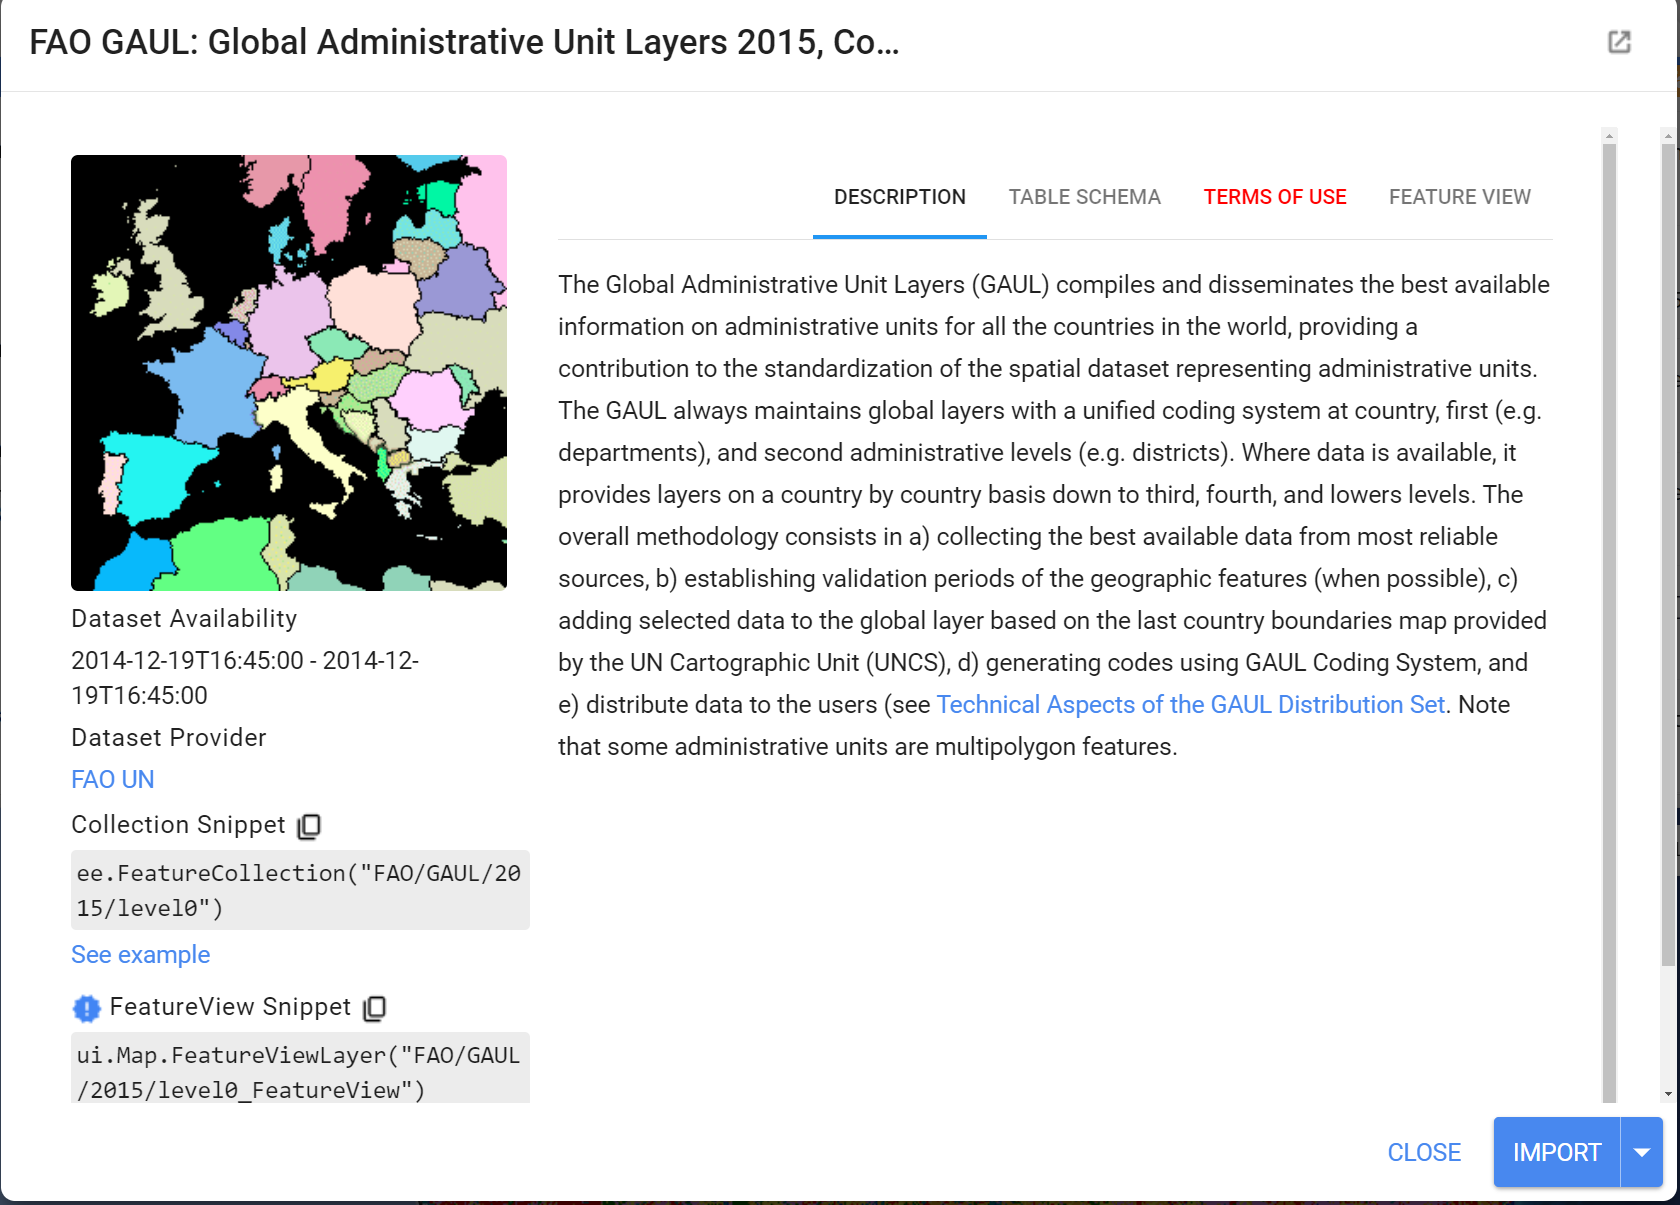 FAO GAUL: Global Administrative Unit Layers 2015, Co...
DESCRIPTION
TABLE SCHEMA
TERMS OF USE
FEATURE VIEW
The Global Administrative Unit Layers (GAUL) compiles and disseminates the best available
information on administrative units for all the countries in the world, providing a
contribution to the standardization of the spatial dataset representing administrative units.
The GAUL always maintains global layers with a unified coding system at country, first (e.g.
departments), and second administrative levels (e.g. districts). Where data is available, it
provides layers on a country by country basis down to third, fourth, and lowers levels. The
overall methodology consists in a) collecting the best available data from most reliable
sources, b) establishing validation periods of the geographic features (when possible), c)
adding selected data to the global layer based on the last country boundaries map provided
by the UN Cartographic Unit (UNCS), d) generating codes using GAUL Coding System, and
e) distribute data to the users (see Technical Aspects of the GAUL Distribution Set. Note
that some administrative units are multipolygon features.
Dataset Availability
2014-12-19T16:45:00 - 2014-12-
19T16:45:00
Dataset Provider
FAO UN
Collection Snippet
ee.FeatureCollection("FAO/GAUL/20
15/level0")
See example
FeatureView Snippet
ui.Map.FeatureViewLayer("FAO/GAUL
/2015/level0_FeatureView")
CLOSE
IMPORT